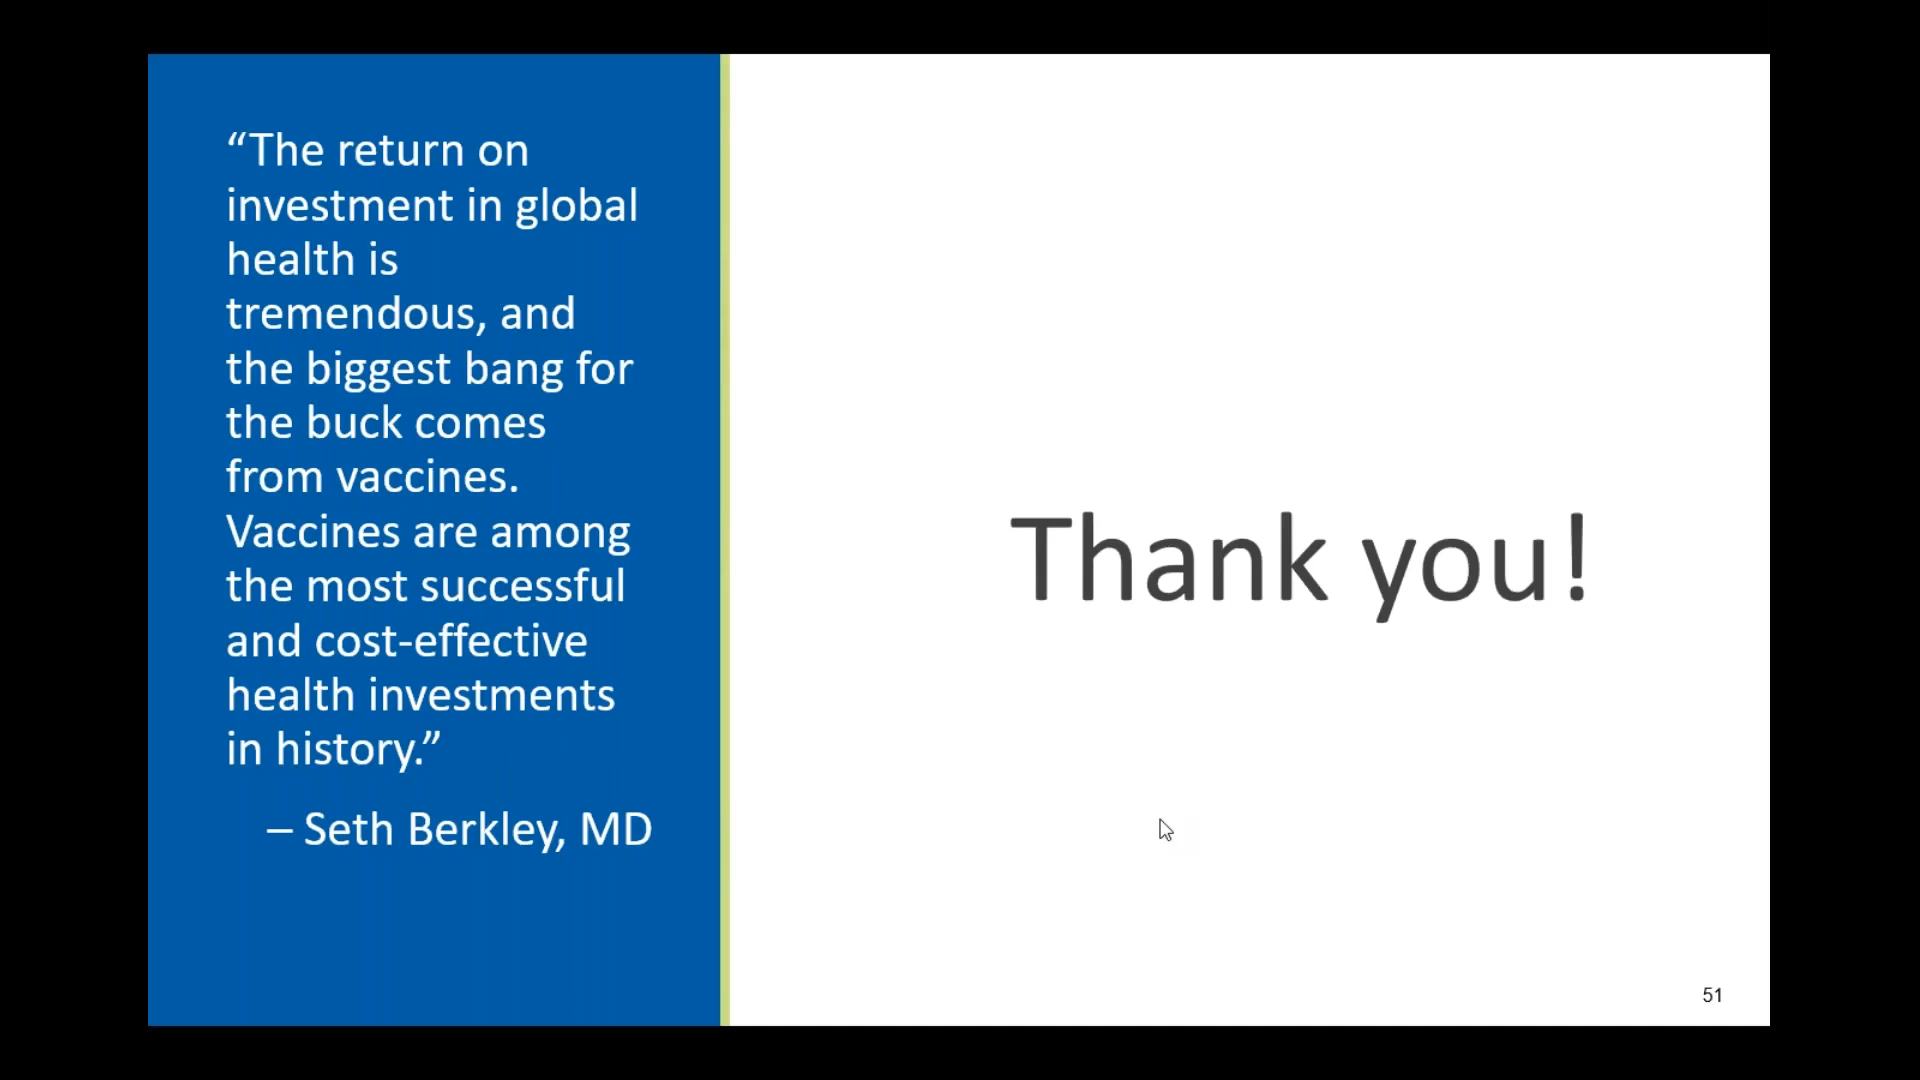 “The return on
investment in global
health is
tremendous, and
the biggest bang for
the buck comes
from vaccines.
Vaccines are among
the most successful
and cost-effective
health investments
in history.”
– Seth Berkley, MD
Thank you!
51